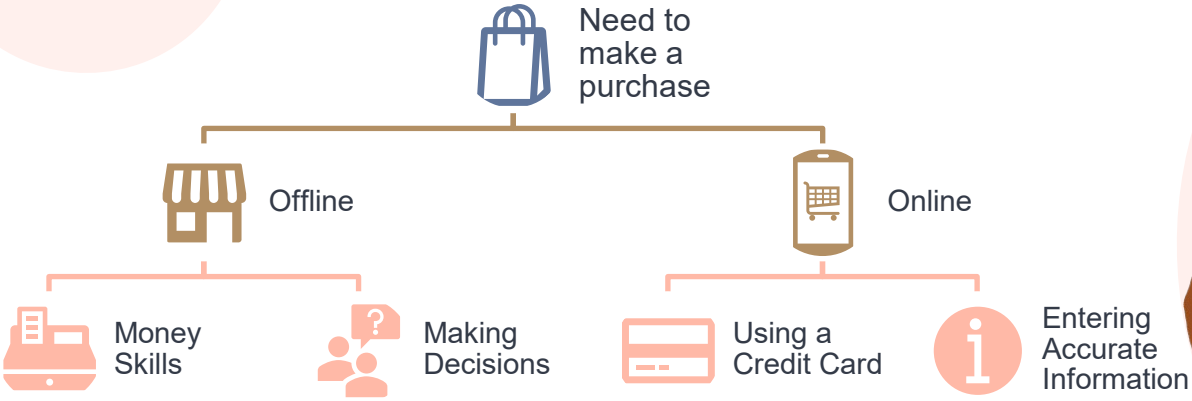 Need to
make a
purchase
Offline
Online
Money
Skills
Making
Decisions
Using a
Credit Card
Entering
Accurate
Information